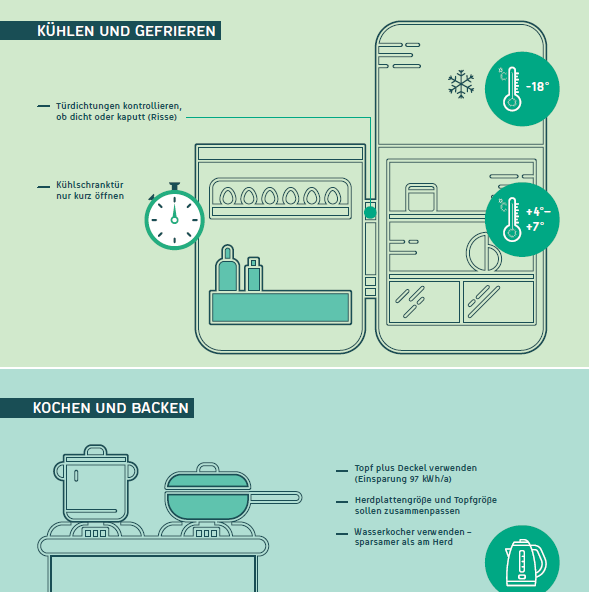 KÜHLEN UND GEFRIEREN
°C
-18°
Türdichtungen kontrollieren,
ob dicht oder kaputt (Risse)
Kühlschranktür
nur kurz öffnen
°C
+4°–
+7°
KOCHEN UND BACKEN
Topf plus Deckel verwenden
(Einsparung 97 kWh/a)
Herdplattengröße und Topfgröße
sollen zusammenpassen
Wasserkocher verwenden –
sparsamer als am Herd